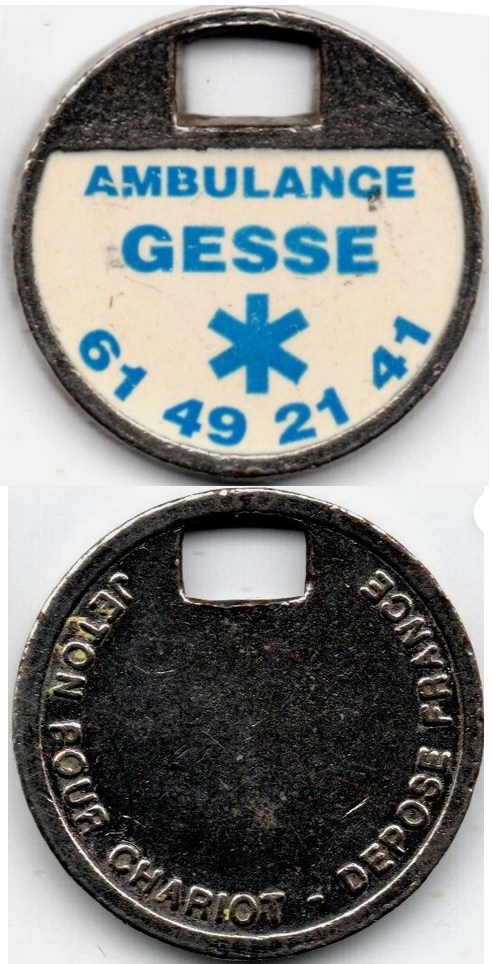 AMBULANCE
GESSE
61 49 21 41
JETON POUR CHARIOT - DEPOSE FRANCE